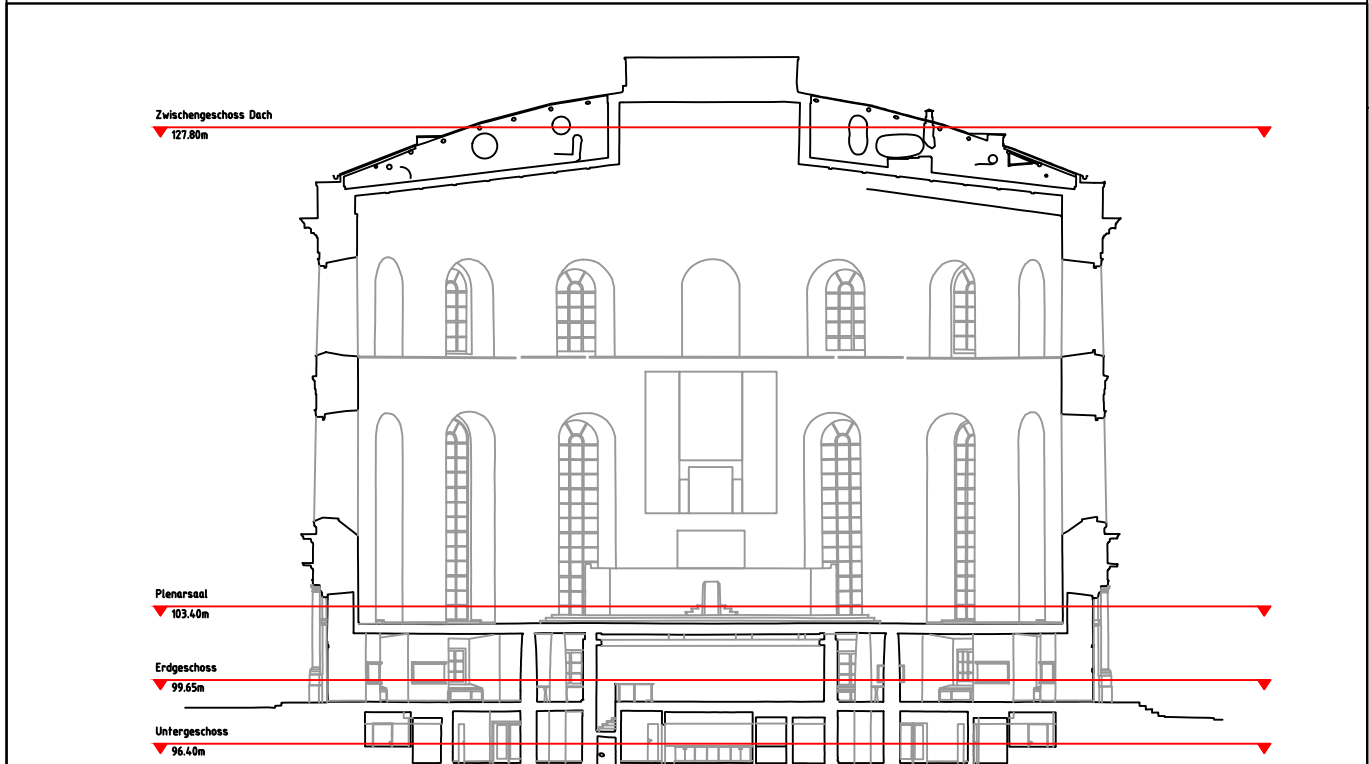 Zwischengeschoss Dach
127.80m
Plenarsaal
103.40m
Erdgeschoss
99.65m
Untergeschoss
96.40m